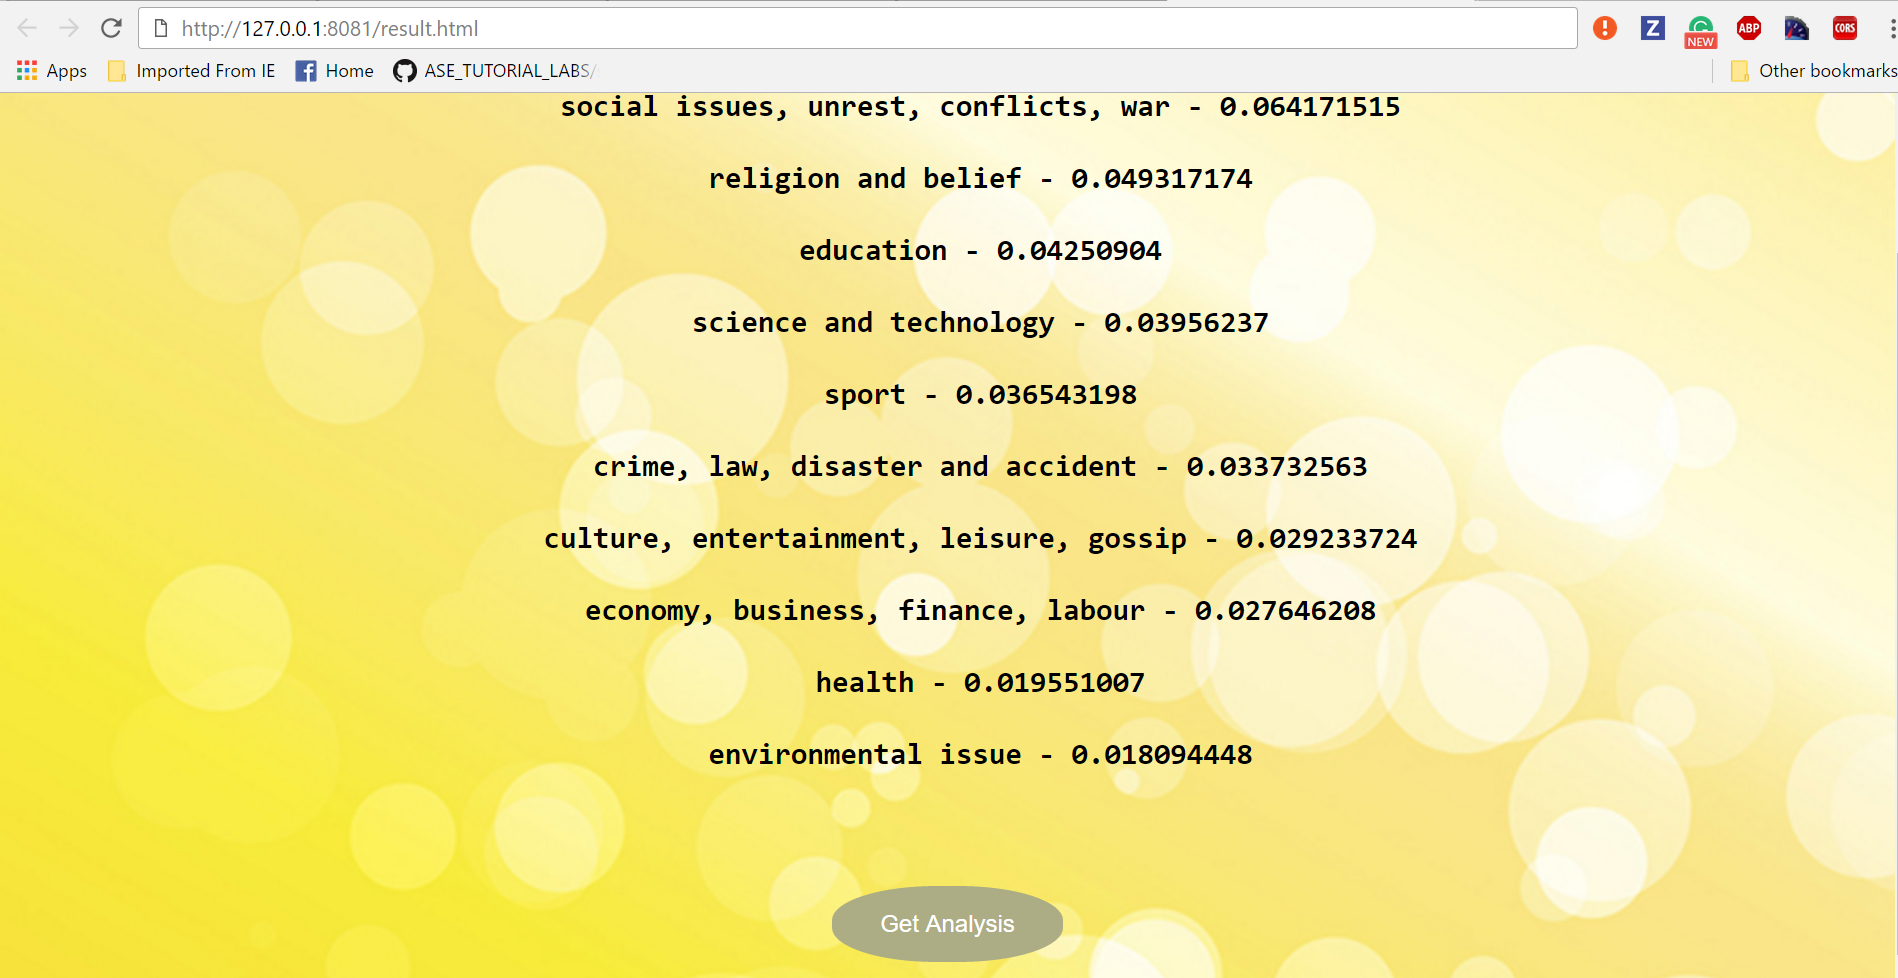 http://127.0.0.1:8081/result.html
Z
NEW
ABP
CORS
Apps
Imported From IE
Home
ASE_TUTORIAL_LABS/
Other bookmarks
social issues, unrest, conflicts, war - 0.064171515
religion and belief - 0.049317174
education - 0.04250904
science and technology - 0.03956237
sport - 0.036543198
crime, law, disaster and accident - 0.033732563
culture, entertainment, leisure, gossip - 0.029233724
economy, business, finance, labour - 0.027646208
health - 0.019551007
environmental issue - 0.018094448
Get Analysis